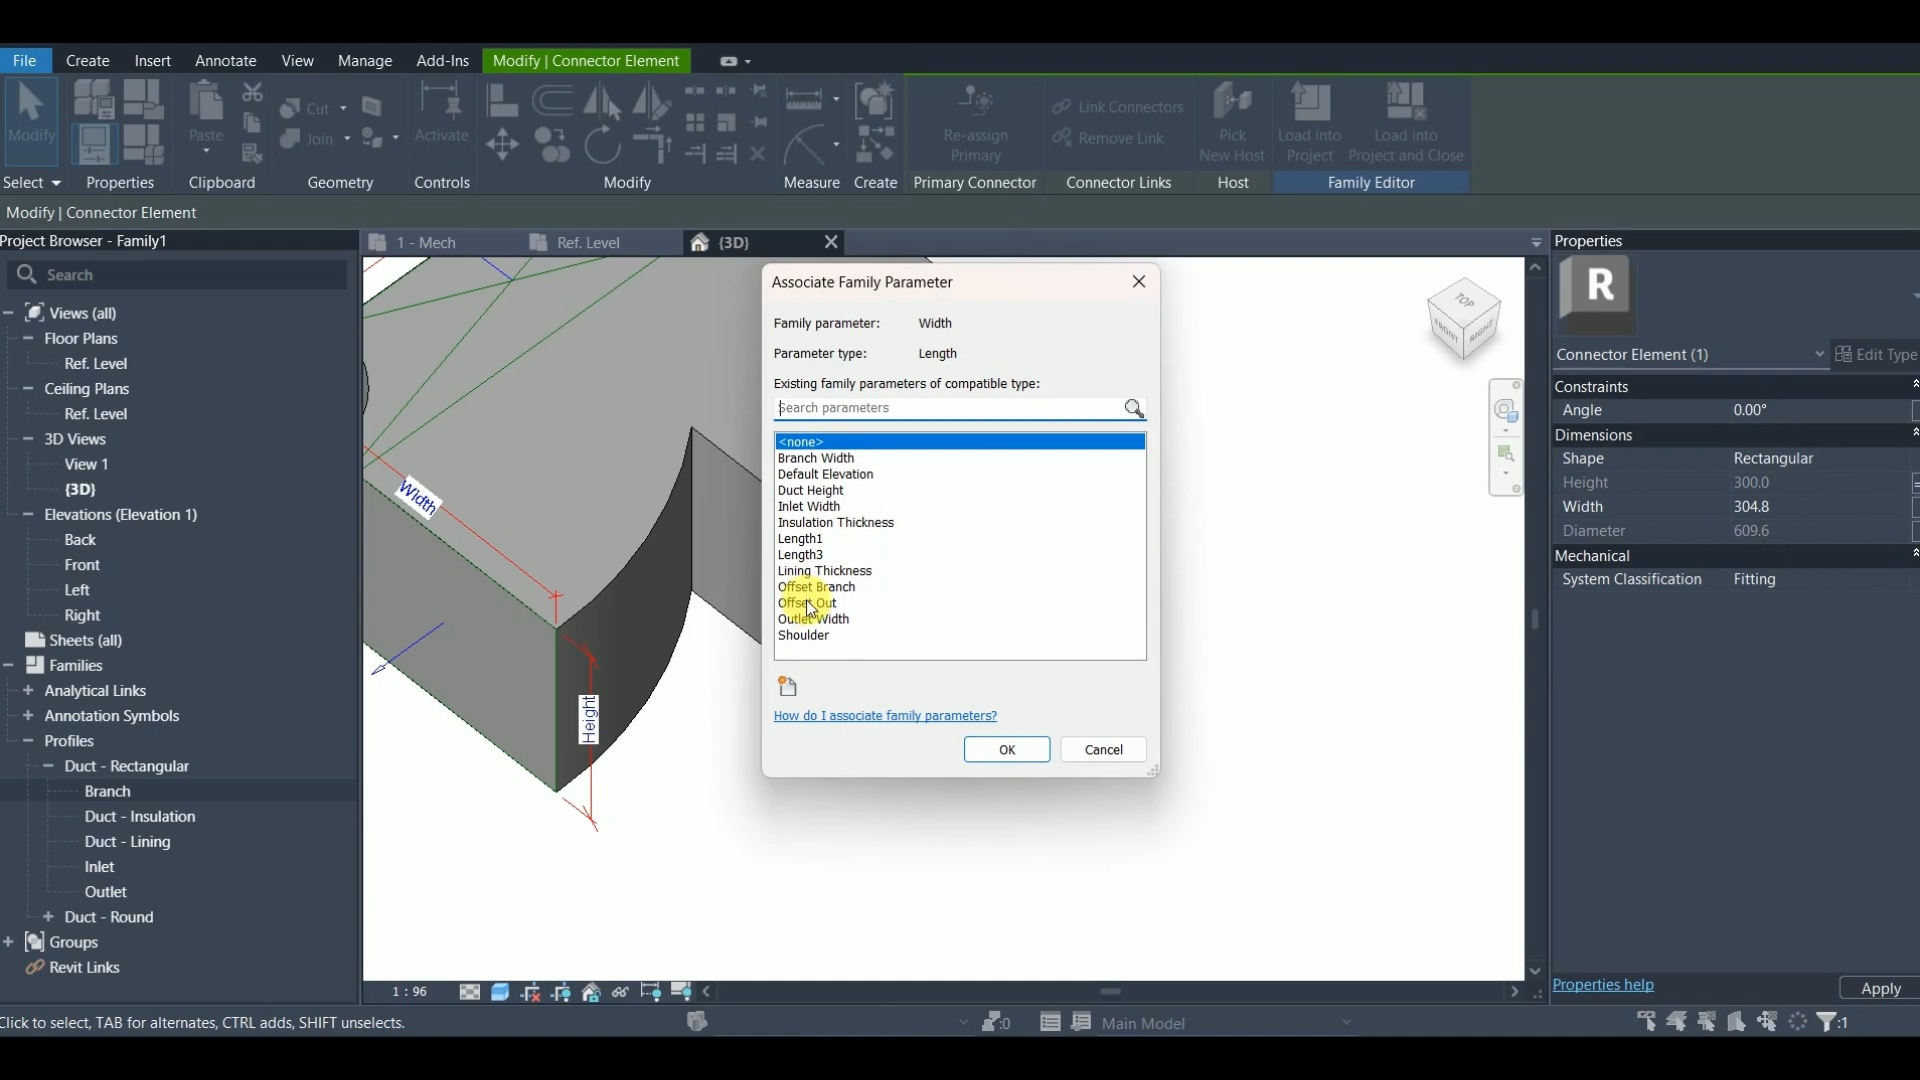 File Create Insert Annotate View Manage Add-Ins Modify | Connector Element
Modify Paste Cut Join Activate Re-assign Primary Link Connectors Remove Link Pick New Host Load into Project Load into Project and Close
Select Properties Clipboard Geometry Controls Modify Measure Create Primary Connector Connector Links Host Family Editor
Modify | Connector Element
Project Browser - Family1
Search
Views (all)
Floor Plans
Ref. Level
Ceiling Plans
Ref. Level
3D Views
View 1
{3D}
Elevations (Elevation 1)
Back
Front
Left
Right
Sheets (all)
Families
Analytical Links
Annotation Symbols
Profiles
Duct - Rectangular
Branch
Duct - Insulation
Duct - Lining
Inlet
Outlet
Duct - Round
Groups
Revit Links
1 - Mech Ref. Level {3D}
Width
Height
Associate Family Parameter
Family parameter: Width
Parameter type: Length
Existing family parameters of compatible type:
Search parameters
<none>
Branch Width
Default Elevation
Duct Height
Inlet Width
Insulation Thickness
Length1
Length3
Lining Thickness
Offset Branch
Offset Out
Outlet Width
Shoulder
How do I associate family parameters?
OK Cancel
TOP
FRONT RIGHT
Properties
R
Connector Element (1) Edit Type
Constraints
Angle 0.00°
Dimensions
Shape Rectangular
Height 300.0 =
Width 304.8
Diameter 609.6
Mechanical
System Classification Fitting
Properties help Apply
1 : 96
Click to select, TAB for alternates, CTRL adds, SHIFT unselects. :0 Main Model :1